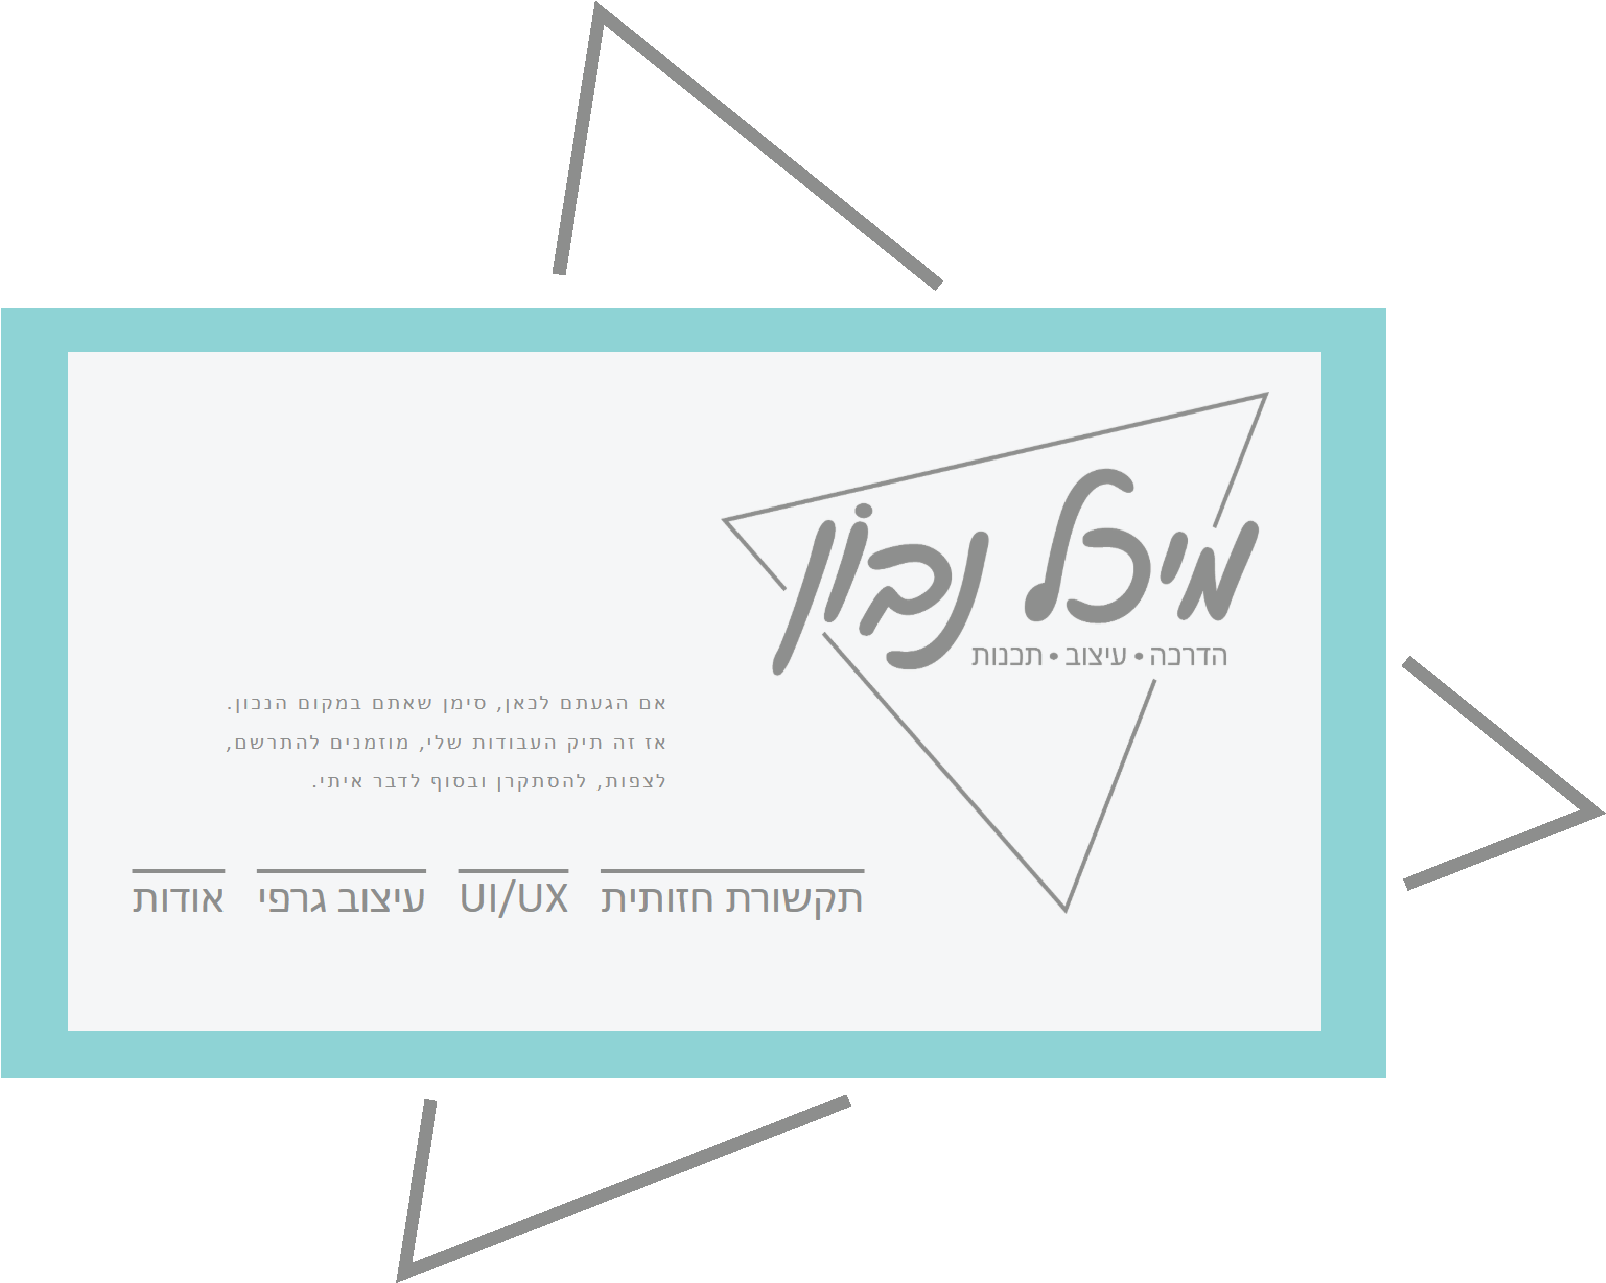 מיכל נבון
הדרכה • עיצוב • תכנות
אם הגעתם לכאן, סימן שאתם במקום הנכון.
אז זה תיק העבודות שלי, מוזמנים להתרשם,
לצפות, להסתקרן ובסוף לדבר איתי.
תקשורת חזותית UI/UX עיצוב גרפי אודות